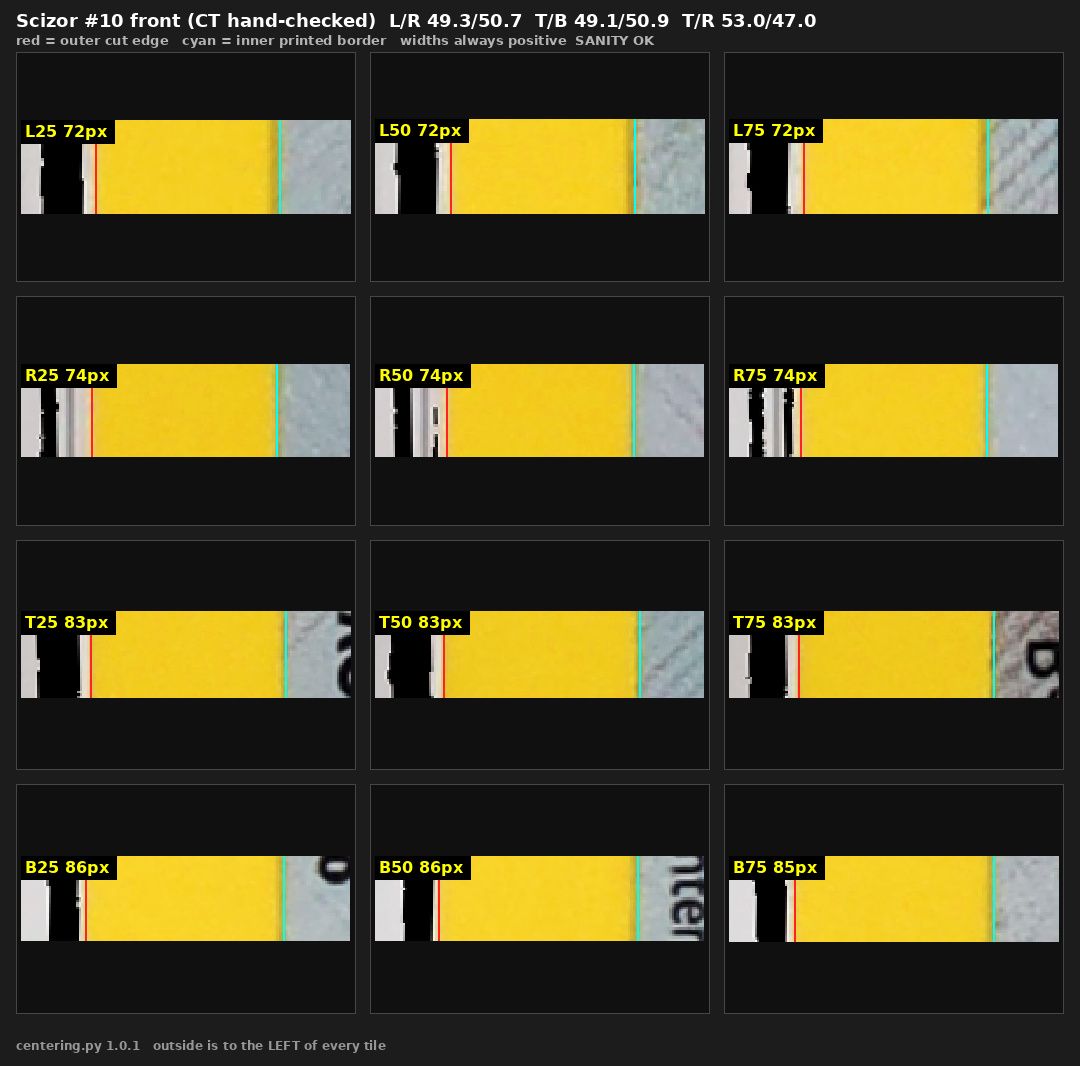 Scizor #10 front (CT hand-checked)  L/R 49.3/50.7  T/B 49.1/50.9  T/R 53.0/47.0
red = outer cut edge  cyan = inner printed border  widths always positive  SANITY OK
L25 72px
L50 72px
L75 72px
R25 74px
R50 74px
R75 74px
T25 83px
T50 83px
T75 83px
B25 86px
B50 86px
nter
B75 85px
centering.py 1.0.1  outside is to the LEFT of every tile